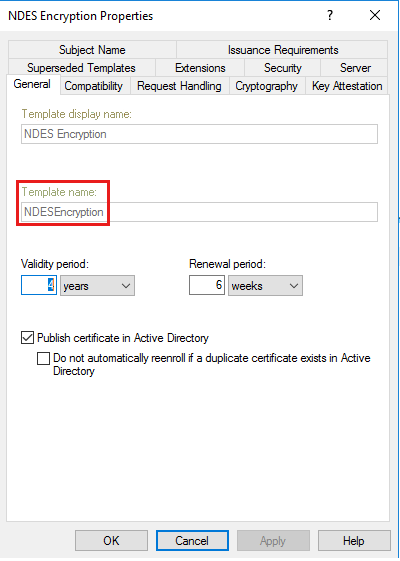 NDES Encryption Properties ? ×
Subject Name Issuance Requirements
Superseded Templates Extensions Security Server
General Compatibility Request Handling Cryptography Key Attestation
Template display name:
NDES Encryption
Template name:
NDESEncryption
Validity period: Renewal period:
4 years 6 weeks
Publish certificate in Active Directory
Do not automatically reenroll if a duplicate certificate exists in Active
Directory
OK Cancel Apply Help